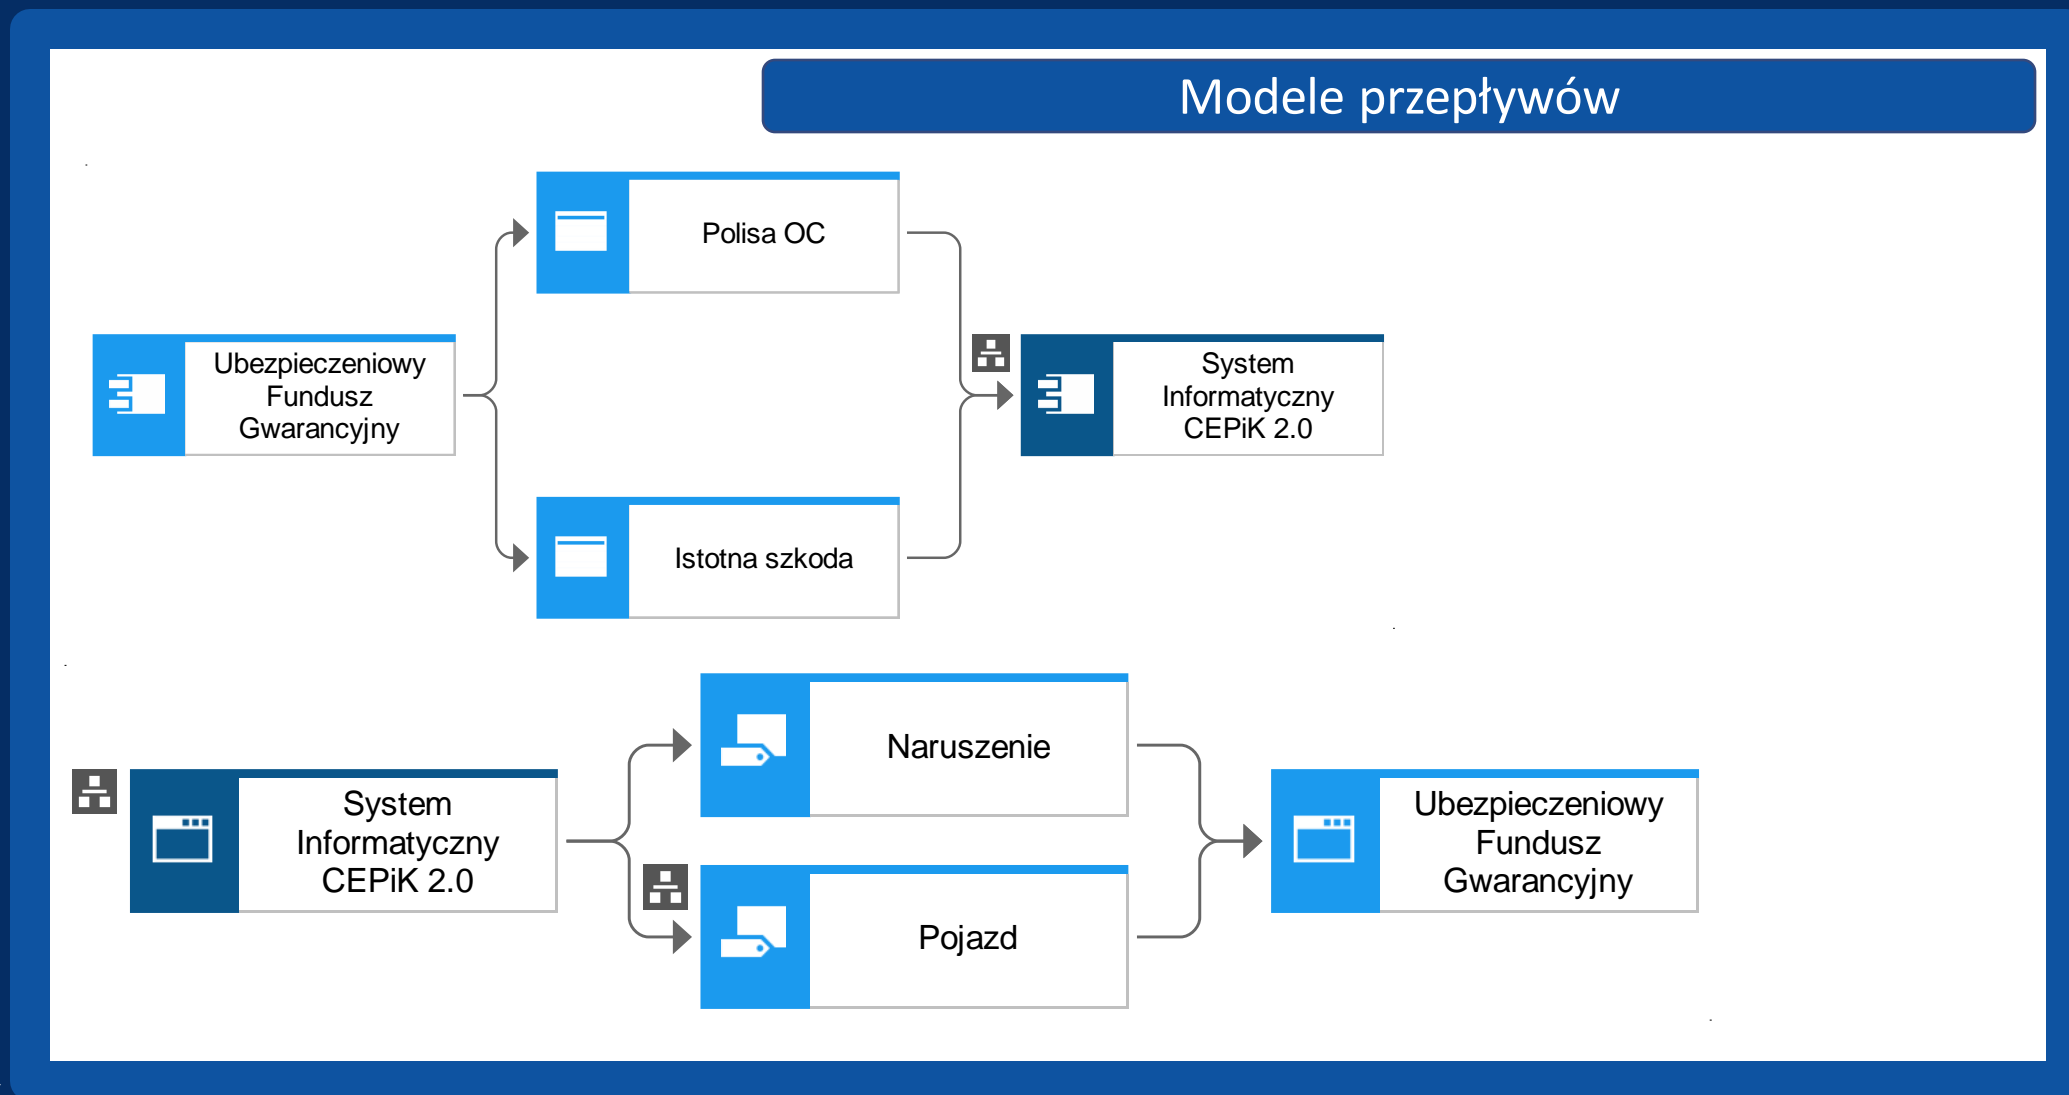 Modele przepływów
Polisa OC
Ubezpieczeniowy
Fundusz
Gwarancyjny
System
Informatyczny
CEPiK 2.0
Istotna szkoda
Naruszenie
System
Informatyczny
CEPiK 2.0
Ubezpieczeniowy
Fundusz
Gwarancyjny
Pojazd